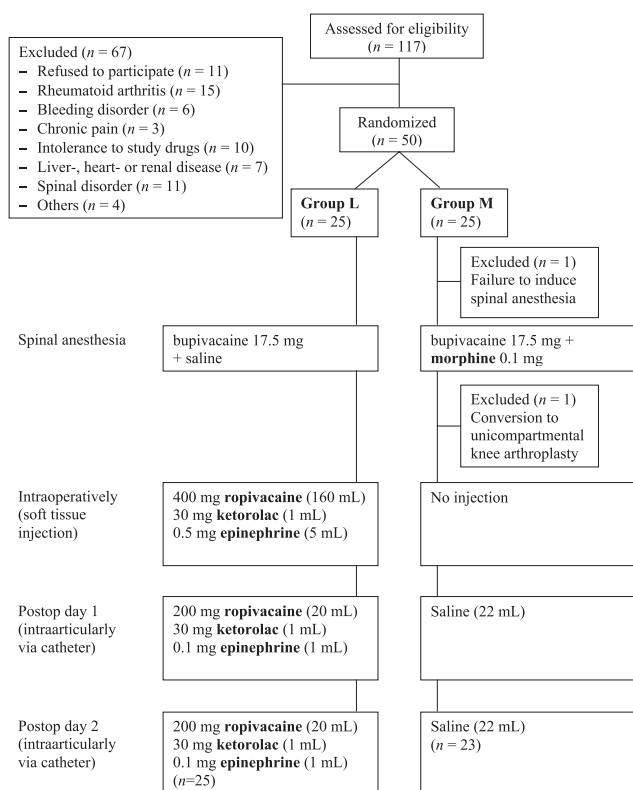 Assessed for eligibility
(n = 117)
Excluded (n = 67)
– Refused to participate (n = 11)
– Rheumatoid arthritis (n = 15)
– Bleeding disorder (n = 6)
– Chronic pain (n = 3)
– Intolerance to study drugs (n = 10)
– Liver-, heart- or renal disease (n = 7)
– Spinal disorder (n = 11)
– Others (n = 4)
Randomized
(n = 50)
Group L
(n = 25)
Group M
(n = 25)
Excluded (n = 1)
Failure to induce
spinal anesthesia
Spinal anesthesia
bupivacaine 17.5 mg
+ saline
bupivacaine 17.5 mg +
morphine 0.1 mg
Excluded (n = 1)
Conversion to
unicompartmental
knee arthroplasty
Intraoperatively
(soft tissue
injection)
400 mg ropivacaine (160 mL)
30 mg ketorolac (1 mL)
0.5 mg epinephrine (5 mL)
No injection
Postop day 1
(intraarticularly
via catheter)
200 mg ropivacaine (20 mL)
30 mg ketorolac (1 mL)
0.1 mg epinephrine (1 mL)
Saline (22 mL)
Postop day 2
(intraarticularly
via catheter)
200 mg ropivacaine (20 mL)
30 mg ketorolac (1 mL)
0.1 mg epinephrine (1 mL)
(n=25)
Saline (22 mL)
(n = 23)